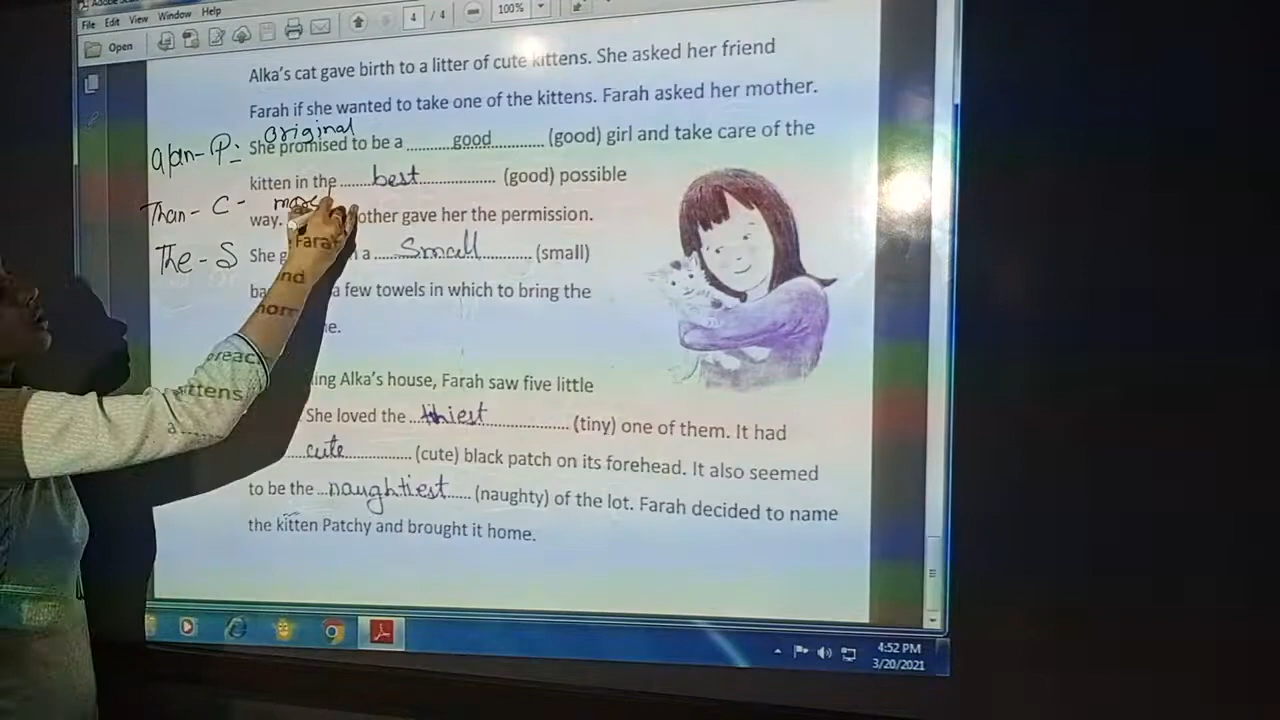 File Edit View Window Help
Open 4 / 4 100%
Alka's cat gave birth to a litter of cute kittens. She asked her friend
Farah if she wanted to take one of the kittens. Farah asked her mother.
original
a/an - P - She promised to be a ......good...... (good) girl and take care of the
kitten in the ......best...... (good) possible
Than - C -
way. other gave her the permission.
The - S She a ......Small...... (small)
a few towels in which to bring the
Alka's house, Farah saw five little
She loved the ......tiniest...... (tiny) one of them. It had
......cute...... (cute) black patch on its forehead. It also seemed
to be the ...naughtiest... (naughty) of the lot. Farah decided to name
the kitten Patchy and brought it home.
4:52 PM
3/20/2021